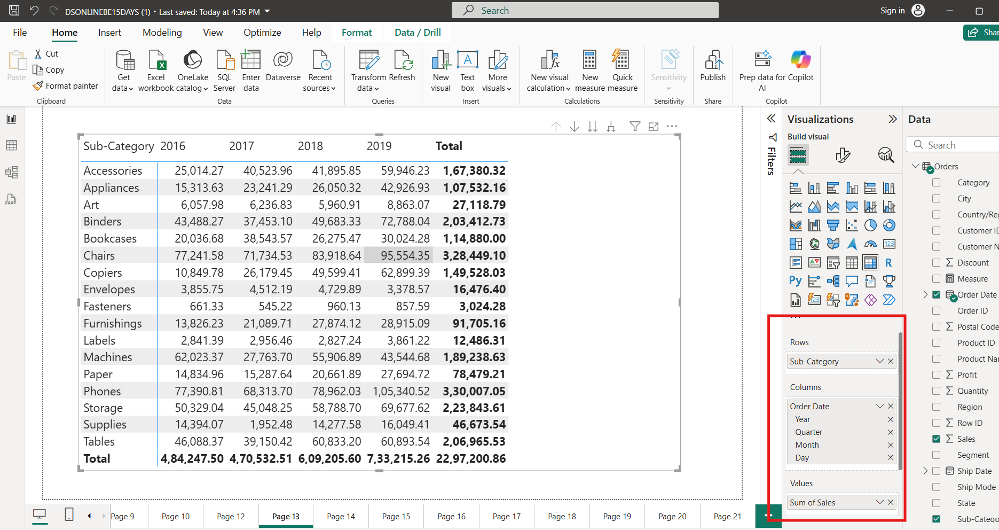 DSONLINEBE15DAYS (1) • Last saved: Today at 4:36 PM
Search
Sign in
File Home Insert Modeling View Optimize Help Format Data / Drill
Share
Paste
Cut
Copy
Format painter
Clipboard
Get data
Excel workbook
OneLake catalog
SQL Server
Enter data
Dataverse
Recent sources
Data
Transform data
Refresh
Queries
New visual
Text box
More visuals
Insert
New visual calculation
New measure
Quick measure
Calculations
Sensitivity
Sensitivity
Publish
Share
Prep data for AI
Copilot
Copilot
Sub-Category 2016 2017 2018 2019 Total
Accessories 25,014.27 40,523.96 41,895.85 59,946.23 1,67,380.32
Appliances 15,313.63 23,241.29 26,050.32 42,926.93 1,07,532.16
Art 6,057.98 6,236.83 5,960.91 8,863.07 27,118.79
Binders 43,488.27 37,453.10 49,683.33 72,788.04 2,03,412.73
Bookcases 20,036.68 38,543.57 26,275.47 30,024.28 1,14,880.00
Chairs 77,241.58 71,734.53 83,918.64 95,554.35 3,28,449.10
Copiers 10,849.78 26,179.45 49,599.41 62,899.39 1,49,528.03
Envelopes 3,855.75 4,512.19 4,729.89 3,378.57 16,476.40
Fasteners 661.33 545.22 960.13 857.59 3,024.28
Furnishings 13,826.23 21,089.71 27,874.12 28,915.09 91,705.16
Labels 2,841.39 2,956.46 2,827.24 3,861.22 12,486.31
Machines 62,023.37 27,763.70 55,906.89 43,544.68 1,89,238.63
Paper 14,834.96 15,287.64 20,661.89 27,694.72 78,479.21
Phones 77,390.81 68,313.70 78,962.03 1,05,340.52 3,30,007.05
Storage 50,329.04 45,048.25 58,788.70 69,677.62 2,23,843.61
Supplies 14,394.07 1,952.48 14,277.58 16,049.41 46,673.54
Tables 46,088.37 39,150.42 60,833.20 60,893.54 2,06,965.53
Total 4,84,247.50 4,70,532.51 6,09,205.60 7,33,215.26 22,97,200.86
Filters
Visualizations
Build visual
123
R
Py
123
Rows
Sub-Category
Columns
Order Date
Year
Quarter
Month
Day
Values
Sum of Sales
Data
Search
Orders
Category
City
Country/Reg
Customer ID
Customer N
Discount
Measure
Order Date
Order ID
Postal Code
Product ID
Product Nar
Profit
Quantity
Region
Row ID
Sales
Segment
Ship Date
Ship Mode
State
Sub-Catego
DAX
Page 9 Page 10 Page 12 Page 13 Page 14 Page 15 Page 16 Page 17 Page 18 Page 19 Page 20 Page 21